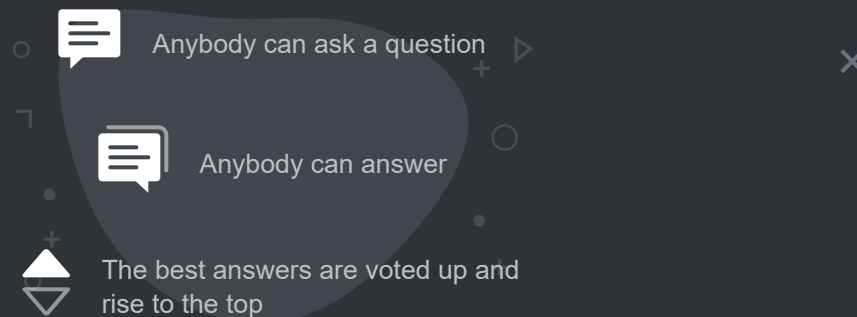 Anybody can ask a question
Anybody can answer
The best answers are voted up and
rise to the top